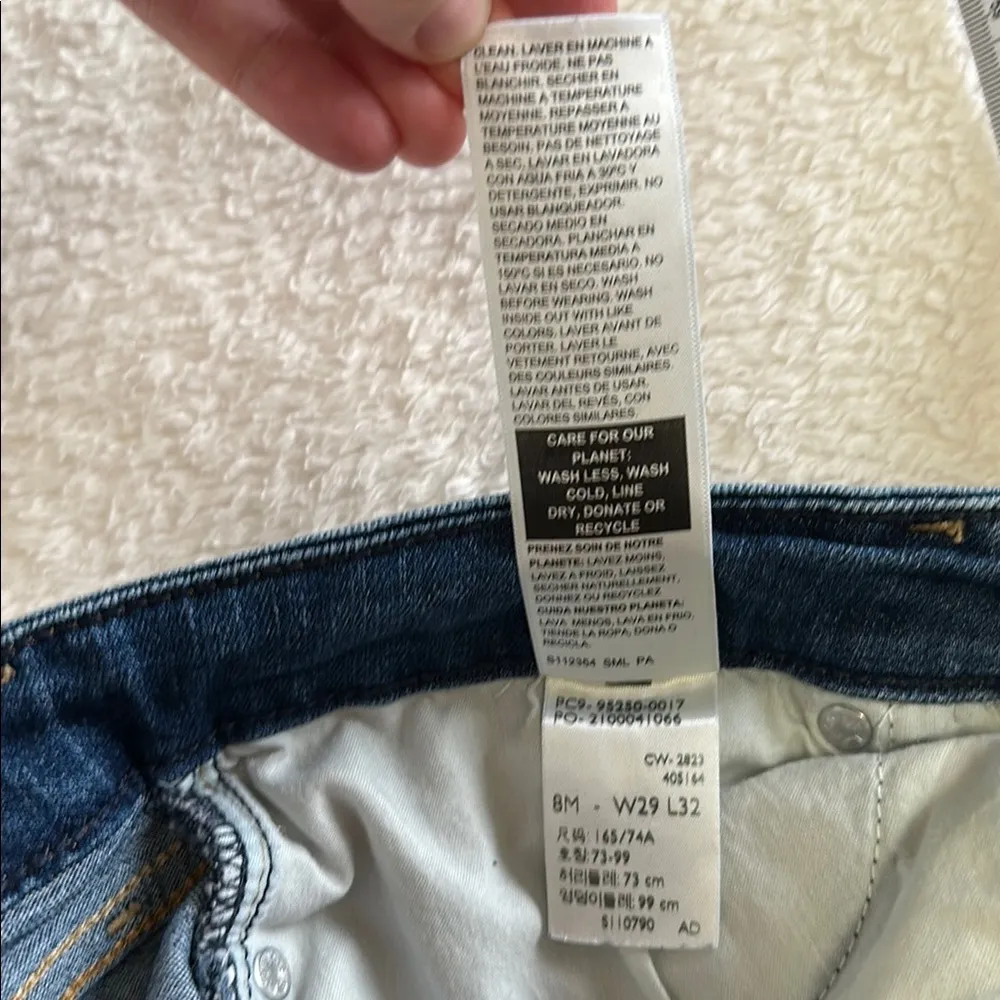 CLEAN. LAVER EN MACHINE A
L'EAU FROIDE, NE PAS
BLANCHIR. SECHER EN
MACHINE A TEMPERATURE
MOYENNE. REPASSER A
TEMPERATURE MOYENNE AU
BESOIN. PAS DE NETTOYAGE
A SEC. LAVAR EN LAVADORA
CON AGUA FRIA A 30ºC Y
DETERGENTE, EXPRIMIR. NO
USAR BLANQUEADOR.
SECADO MEDIO EN
SECADORA. PLANCHAR EN
TEMPERATURA MEDIA A
150ºC SI ES NECESARIO. NO
LAVAR EN SECO. WASH
BEFORE WEARING. WASH
INSIDE OUT WITH LIKE
COLORS. LAVER AVANT DE
PORTER. LAVER LE
VETEMENT RETOURNE, AVEC
DES COULEURS SIMILAIRES.
LAVAR ANTES DE USAR.
LAVAR DEL REVÉS, CON
COLORES SIMILARES.
CARE FOR OUR
PLANET:
WASH LESS, WASH
COLD, LINE
DRY, DONATE OR
RECYCLE
PRENEZ SOIN DE NOTRE
PLANETE: LAVEZ MOINS,
LAVEZ A FROID, LAISSEZ
SECHER NATURELLEMENT,
DONNEZ OU RECYCLEZ
CUIDA NUESTRO PLANETA:
LAVA MENOS, LAVA EN FRIO,
TIENDE LA ROPA, DONA O
RECICLA.
S112364 SML PA
PC9- 95250-0017
PO- 2100041066
CW- 2823
405164
8M - W29 L32
尺码: 165/74A
호칭:73-99
허리둘레: 73 cm
엉덩이둘레: 99 cm
S110790 AD